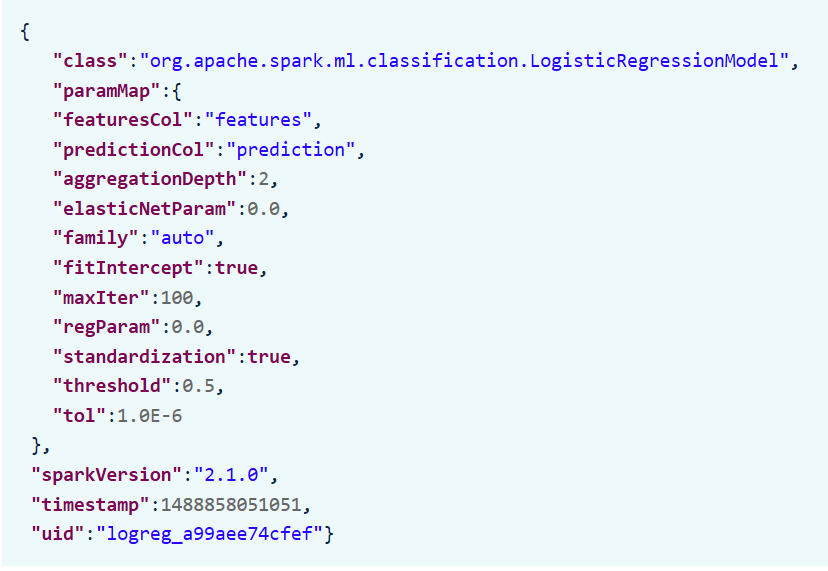 {
"class":"org.apache.spark.ml.classification.LogisticRegressionModel",
"paramMap":{
"featuresCol":"features",
"predictionCol":"prediction",
"aggregationDepth":2,
"elasticNetParam":0.0,
"family":"auto",
"fitIntercept":true,
"maxIter":100,
"regParam":0.0,
"standardization":true,
"threshold":0.5,
"tol":1.0E-6
},
"sparkVersion":"2.1.0",
"timestamp":1488858051051,
"uid":"logreg_a99aee74cfef"}